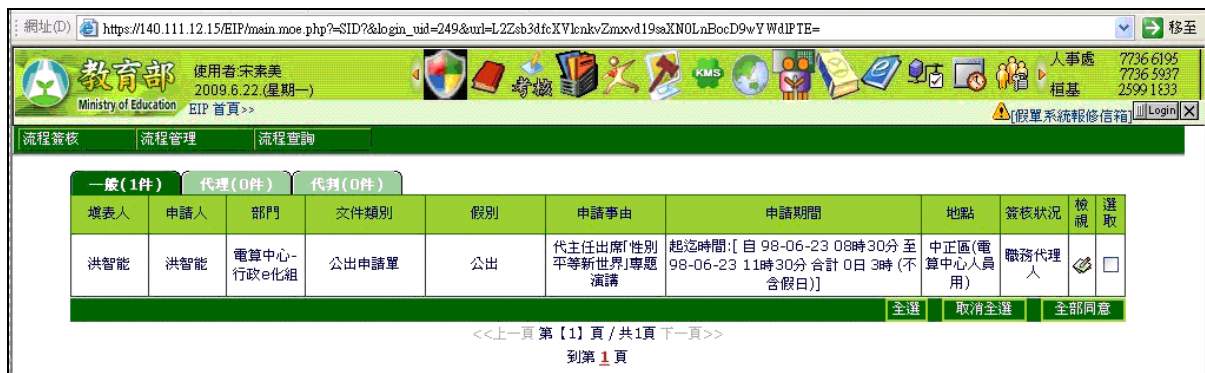 網址(D) https://140.111.12.15/EIP/main.moe.php?=SID?&login_uid=249&url=L2Zsb3dfcXVlcnkvZmxvd19saXN0LnBocD9wYWdlPTE= 移至
教育部 使用者:宋素美 考核 KMS 人事處 7736 6195
2009.6.22.(星期一) 7736 5937
Ministry of Education EIP 首頁>> 桓基 2599 1833
[假單系統報修信箱] Login X
流程簽核 流程管理 流程查詢
一般(1件) 代理(0件) 代判(0件)
填表人 申請人 部門 文件類別 假別 申請事由 申請期間 地點 簽核狀況 檢視 選取
洪智能 洪智能 電算中心-行政e化組 公出申請單 公出 代主任出席「性別平等新世界」專題演講 起迄時間:[ 自 98-06-23 08時30分 至 98-06-23 11時30分 合計 0日 3時 (不含假日)] 中正區(電算中心人員用) 職務代理人
全選 取消全選 全部同意
<<上一頁 第【1】頁 / 共1頁 下一頁>>
到第 1 頁